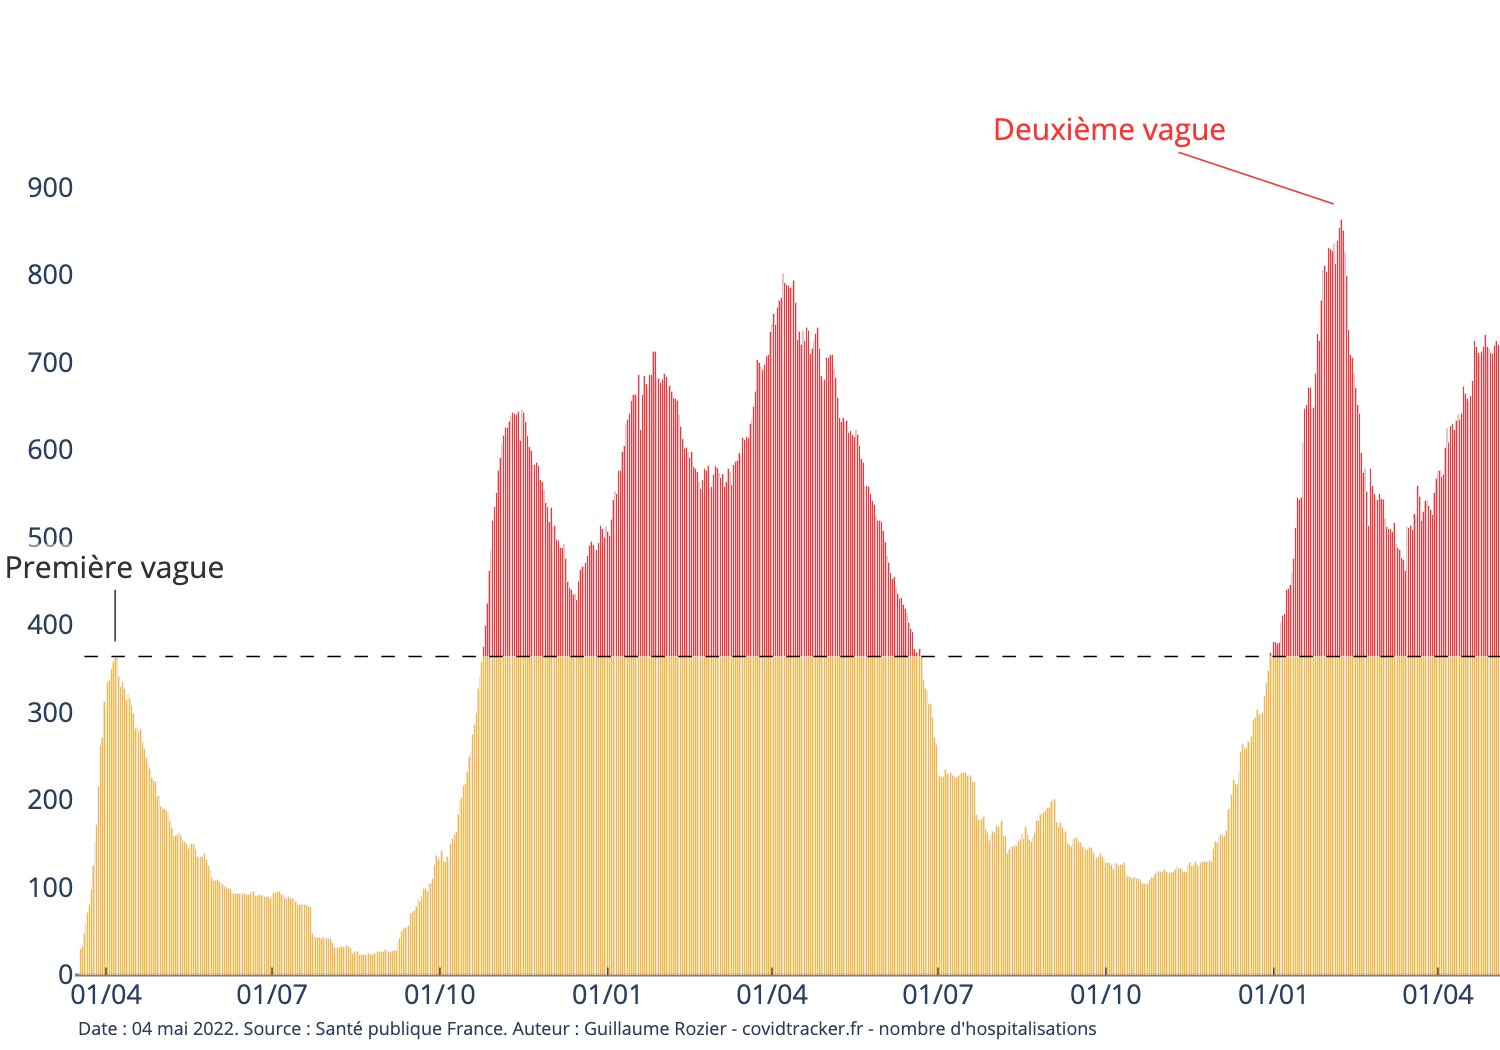 Deuxième vague
900
800
700
600
500
Première vague
400
300
200
100
0
01/04 01/07 01/10 01/01 01/04 01/07 01/10 01/01 01/04
Date : 04 mai 2022. Source : Santé publique France. Auteur : Guillaume Rozier - covidtracker.fr - nombre d'hospitalisations